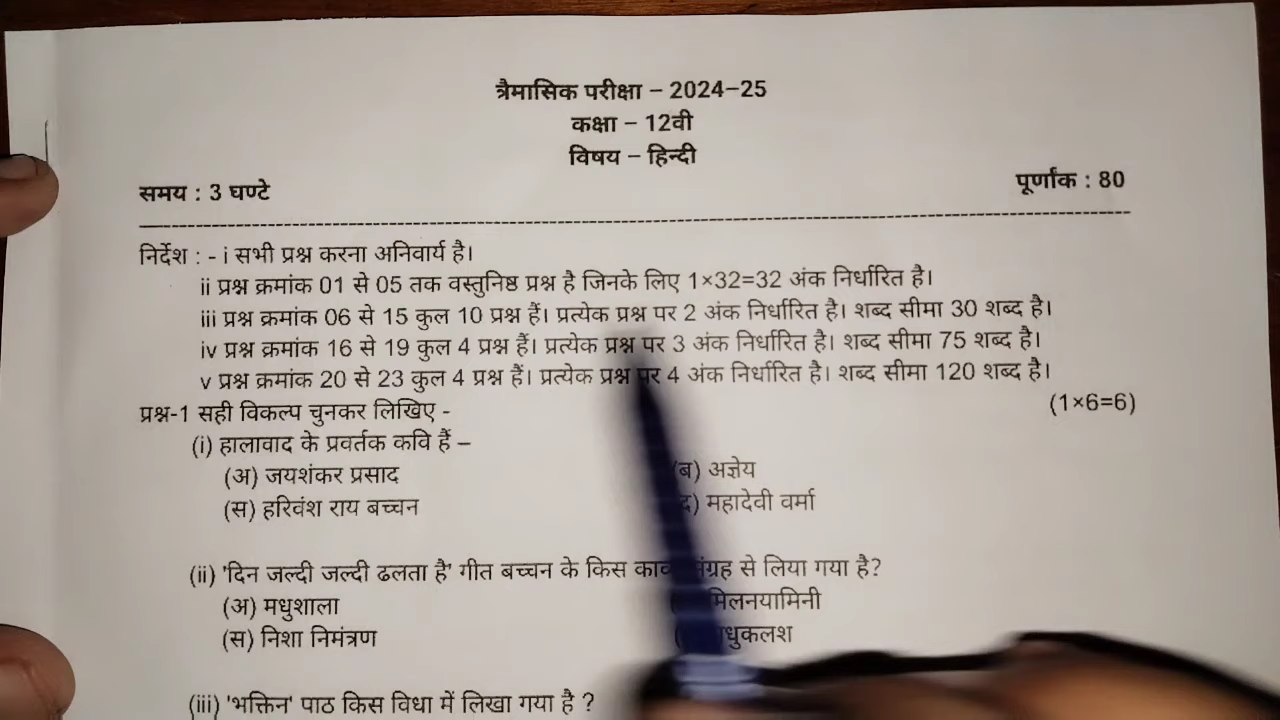 त्रैमासिक परीक्षा – 2024–25
कक्षा – 12वी
विषय – हिन्दी
समय : 3 घण्टे
पूर्णांक : 80
निर्देश : - i सभी प्रश्न करना अनिवार्य है।
ii प्रश्न क्रमांक 01 से 05 तक वस्तुनिष्ठ प्रश्न है जिनके लिए 1×32=32 अंक निर्धारित है।
iii प्रश्न क्रमांक 06 से 15 कुल 10 प्रश्न हैं। प्रत्येक प्रश्न पर 2 अंक निर्धारित है। शब्द सीमा 30 शब्द है।
iv प्रश्न क्रमांक 16 से 19 कुल 4 प्रश्न हैं। प्रत्येक प्रश्न पर 3 अंक निर्धारित है। शब्द सीमा 75 शब्द है।
v प्रश्न क्रमांक 20 से 23 कुल 4 प्रश्न हैं। प्रत्येक प्रश्न पर 4 अंक निर्धारित है। शब्द सीमा 120 शब्द है।
प्रश्न-1 सही विकल्प चुनकर लिखिए - (1×6=6)
(i) हालावाद के प्रवर्तक कवि हैं –
(अ) जयशंकर प्रसाद (ब) अज्ञेय
(स) हरिवंश राय बच्चन (द) महादेवी वर्मा
(ii) 'दिन जल्दी जल्दी ढलता है' गीत बच्चन के किस से लिया गया है?
(अ) मधुशाला मिलनयामिनी
(स) निशा निमंत्रण
(iii) 'भक्तिन' पाठ किस विधा में लिखा गया है ?